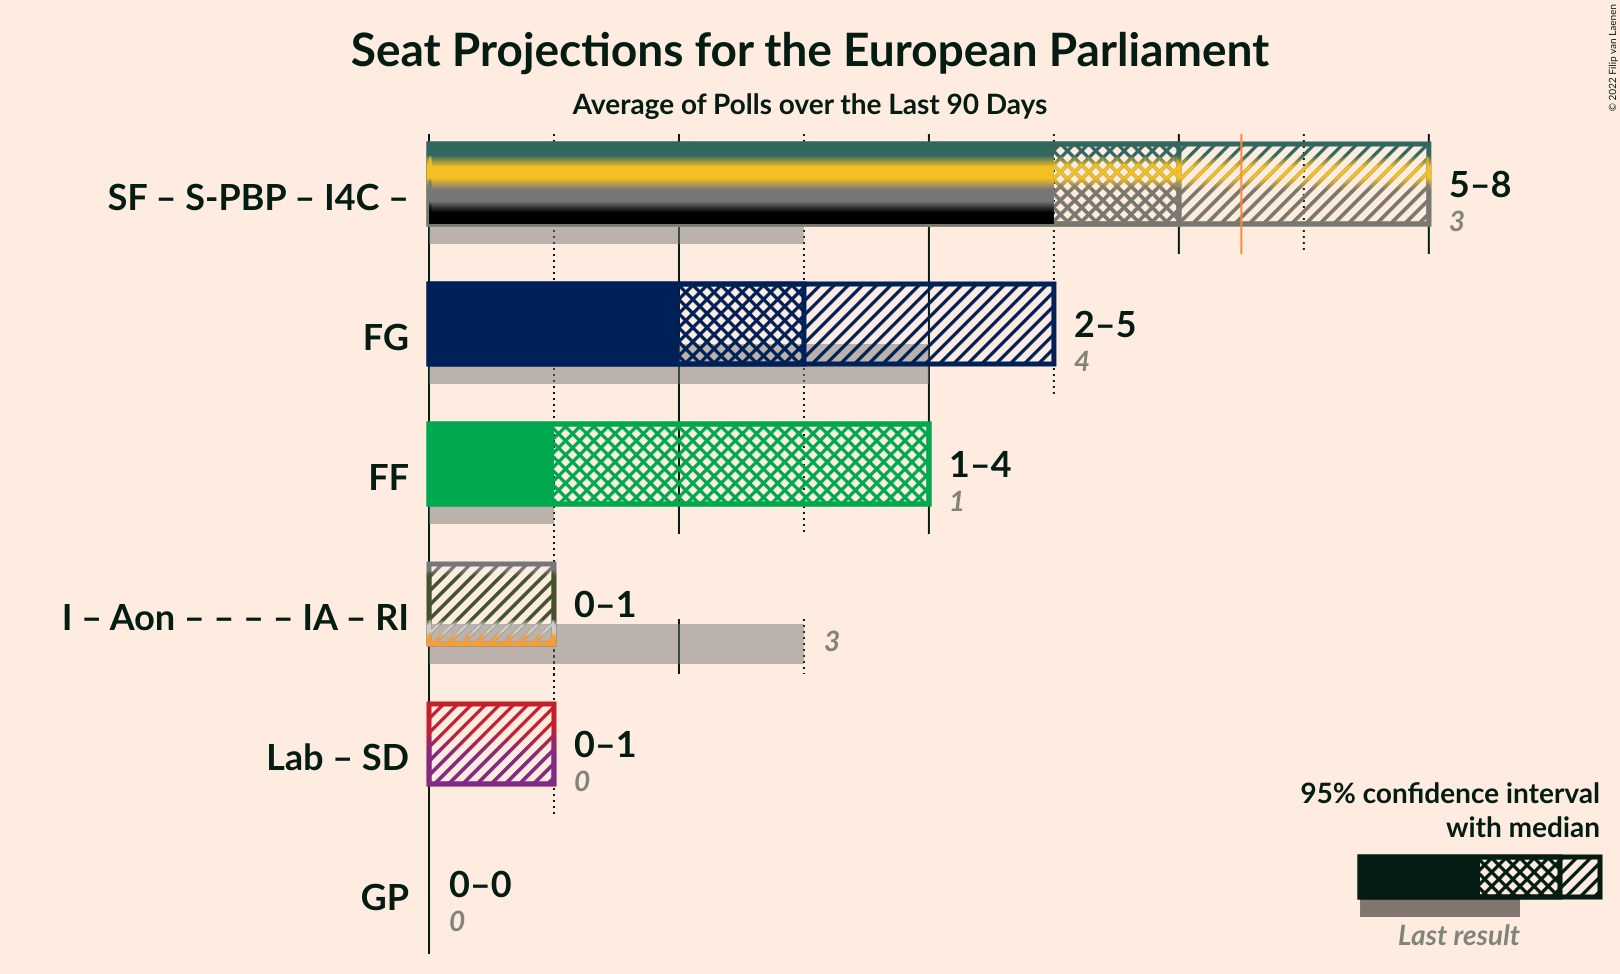 Seat Projections for the European Parliament
Average of Polls over the Last 90 Days
© 2022 Filip van Laenen
SF – S-PBP – I4C –
5–8
3
FG
2–5
4
FF
1–4
1
I – Aon – – – – IA – RI
0–1
3
Lab – SD
0–1
0
GP
0–0
0
95% confidence interval
with median
Last result